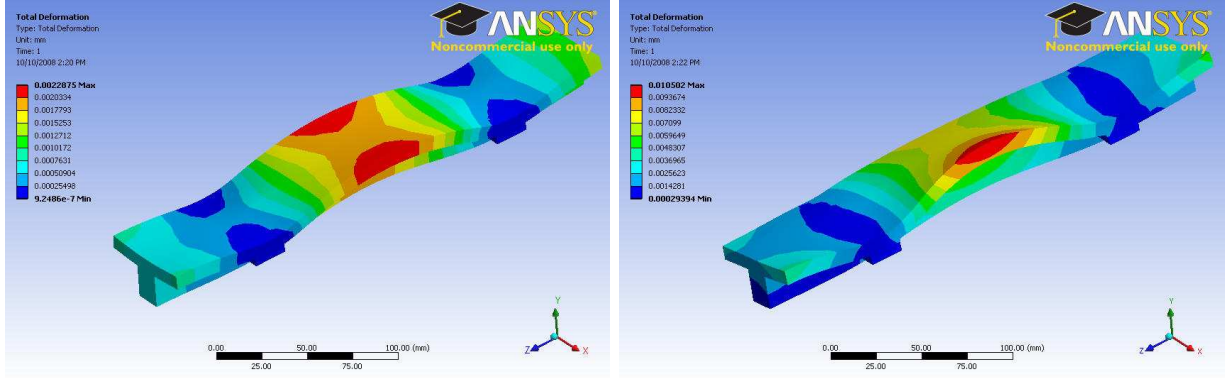 Total Deformation
Type: Total Deformation
Unit: mm
Time: 1
10/10/2008 2:20 PM
ANSYS
Noncommercial use only
0.0022875 Max
0.0020334
0.0017793
0.0015253
0.0012712
0.0010172
0.0007631
0.00050904
0.00025498
9.2486e-7 Min
0.00 50.00 100.00 (mm)
25.00 75.00
Y
Z X
Total Deformation
Type: Total Deformation
Unit: mm
Time: 1
10/10/2008 2:22 PM
ANSYS
Noncommercial use only
0.010502 Max
0.0093674
0.0082332
0.007099
0.0059649
0.0048307
0.0036965
0.0025623
0.0014281
0.00029394 Min
0.00 50.00 100.00 (mm)
25.00 75.00
Y
Z X